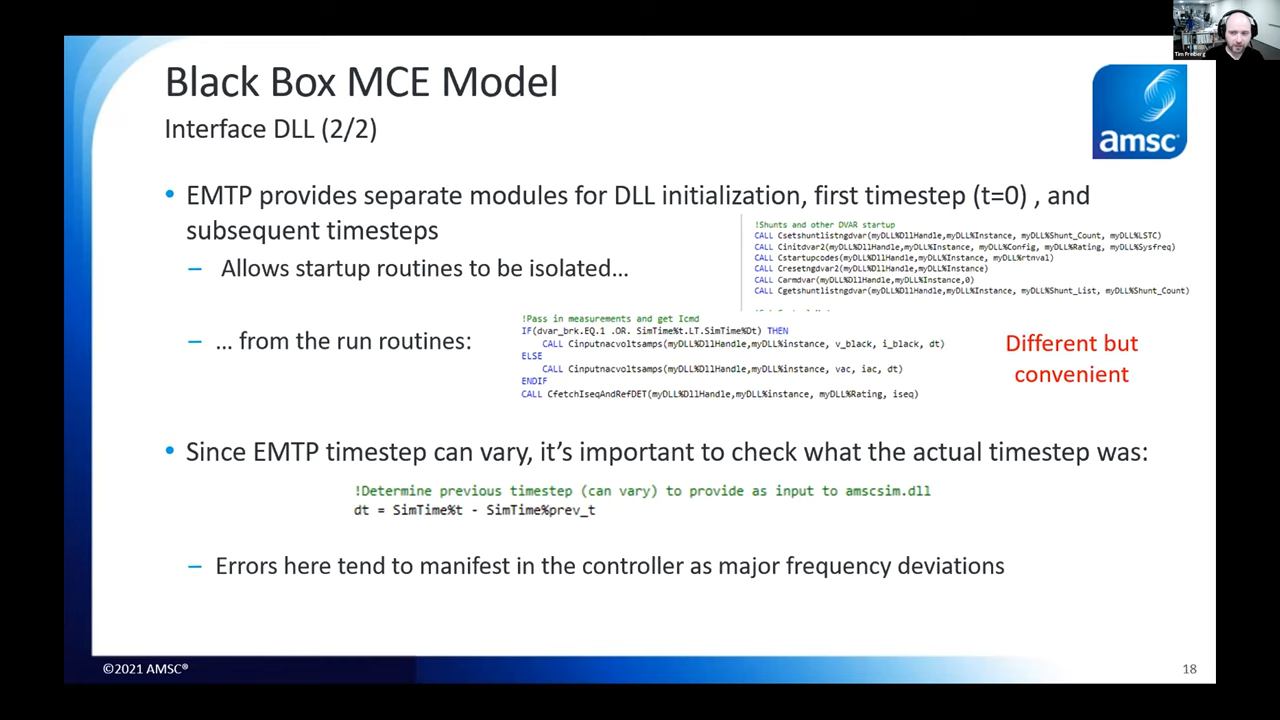 Tim Freiberg
Black Box MCE Model
Interface DLL (2/2)
amsc
• EMTP provides separate modules for DLL initialization, first timestep (t=0) , and
subsequent timesteps
!Shunts and other DVAR startup
CALL Csetshuntlistngdvar(myDLL%DllHandle,myDLL%Instance, myDLL%Shunt_Count, myDLL%LSTC)
CALL Cinitdvar2(myDLL%DllHandle,myDLL%Instance, myDLL%Config, myDLL%Rating, myDLL%Sysfreq)
CALL Cstartupcodes(myDLL%DllHandle,myDLL%Instance, myDLL%rtnval)
CALL Cresetngdvar2(myDLL%DllHandle,myDLL%Instance)
CALL Carmdvar(myDLL%DllHandle,myDLL%Instance,0)
CALL Cgetshuntlistngdvar(myDLL%DllHandle,myDLL%Instance, myDLL%Shunt_List, myDLL%Shunt_Count)
– Allows startup routines to be isolated…
– … from the run routines:
!Pass in measurements and get Icmd
IF(dvar_brk.EQ.1 .OR. SimTime%t.LT.SimTime%Dt) THEN
CALL Cinputnacvoltsamps(myDLL%DllHandle,myDLL%instance, v_black, i_black, dt)
ELSE
CALL Cinputnacvoltsamps(myDLL%DllHandle,myDLL%instance, vac, iac, dt)
ENDIF
CALL CfetchIseqAndRefDET(myDLL%DllHandle,myDLL%instance, myDLL%Rating, iseq)
Different but
convenient
• Since EMTP timestep can vary, it’s important to check what the actual timestep was:
!Determine previous timestep (can vary) to provide as input to amscsim.dll
dt = SimTime%t - SimTime%prev_t
– Errors here tend to manifest in the controller as major frequency deviations
©2021 AMSC®
18